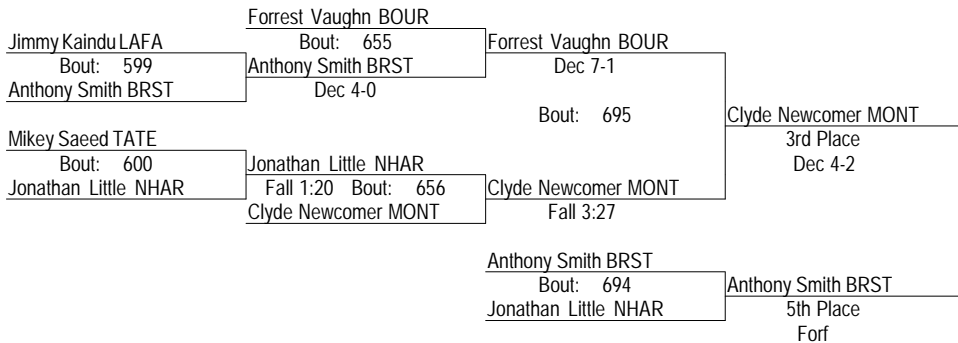 Forrest Vaughn BOUR
Jimmy Kaindu LAFA
Bout: 655
Forrest Vaughn BOUR
Bout: 599
Anthony Smith BRST
Dec 7-1
Anthony Smith BRST
Dec 4-0
Bout: 695
Clyde Newcomer MONT
Mikey Saeed TATE
3rd Place
Bout: 600
Jonathan Little NHAR
Dec 4-2
Jonathan Little NHAR
Fall 1:20 Bout: 656
Clyde Newcomer MONT
Clyde Newcomer MONT
Fall 3:27
Anthony Smith BRST
Bout: 694
Anthony Smith BRST
Jonathan Little NHAR
5th Place
Forf